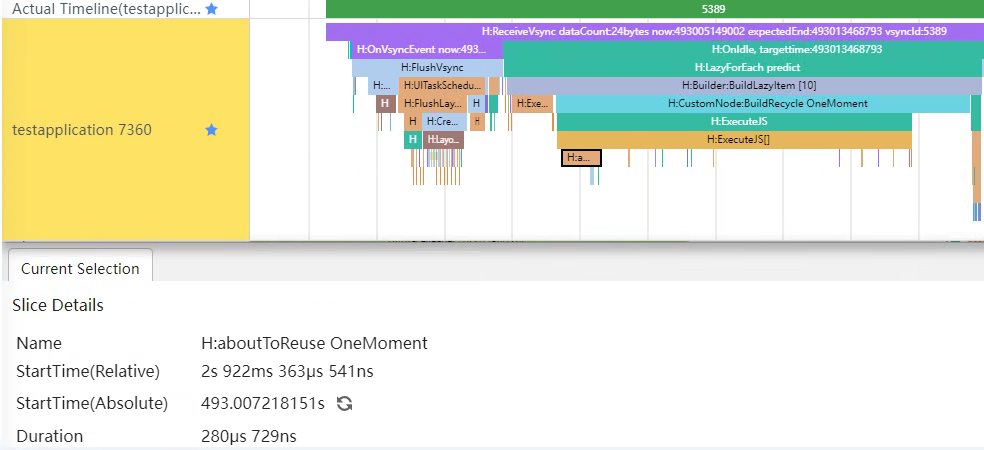 Actual Timeline(testapplic...
5389
H:ReceiveVsync dataCount:24bytes now:493005149002 expectedEnd:493013468793 vsyncId:5389
H:OnVsyncEvent now:493... H:OnIdle, targettime:493013468793
H:FlushVsync H:LazyForEach predict
H:... H:UITaskSchedu... H:Builder:BuildLazyItem [10]
H H:FlushLay... H H:Exe... H:CustomNode:BuildRecycle OneMoment
testapplication 7360
H H:Cre... H H:ExecuteJS
H H:Layo... H:ExecuteJS[]
H:a...
Current Selection
Slice Details
Name H:aboutToReuse OneMoment
StartTime(Relative) 2s 922ms 363μs 541ns
StartTime(Absolute) 493.007218151s
Duration 280μs 729ns